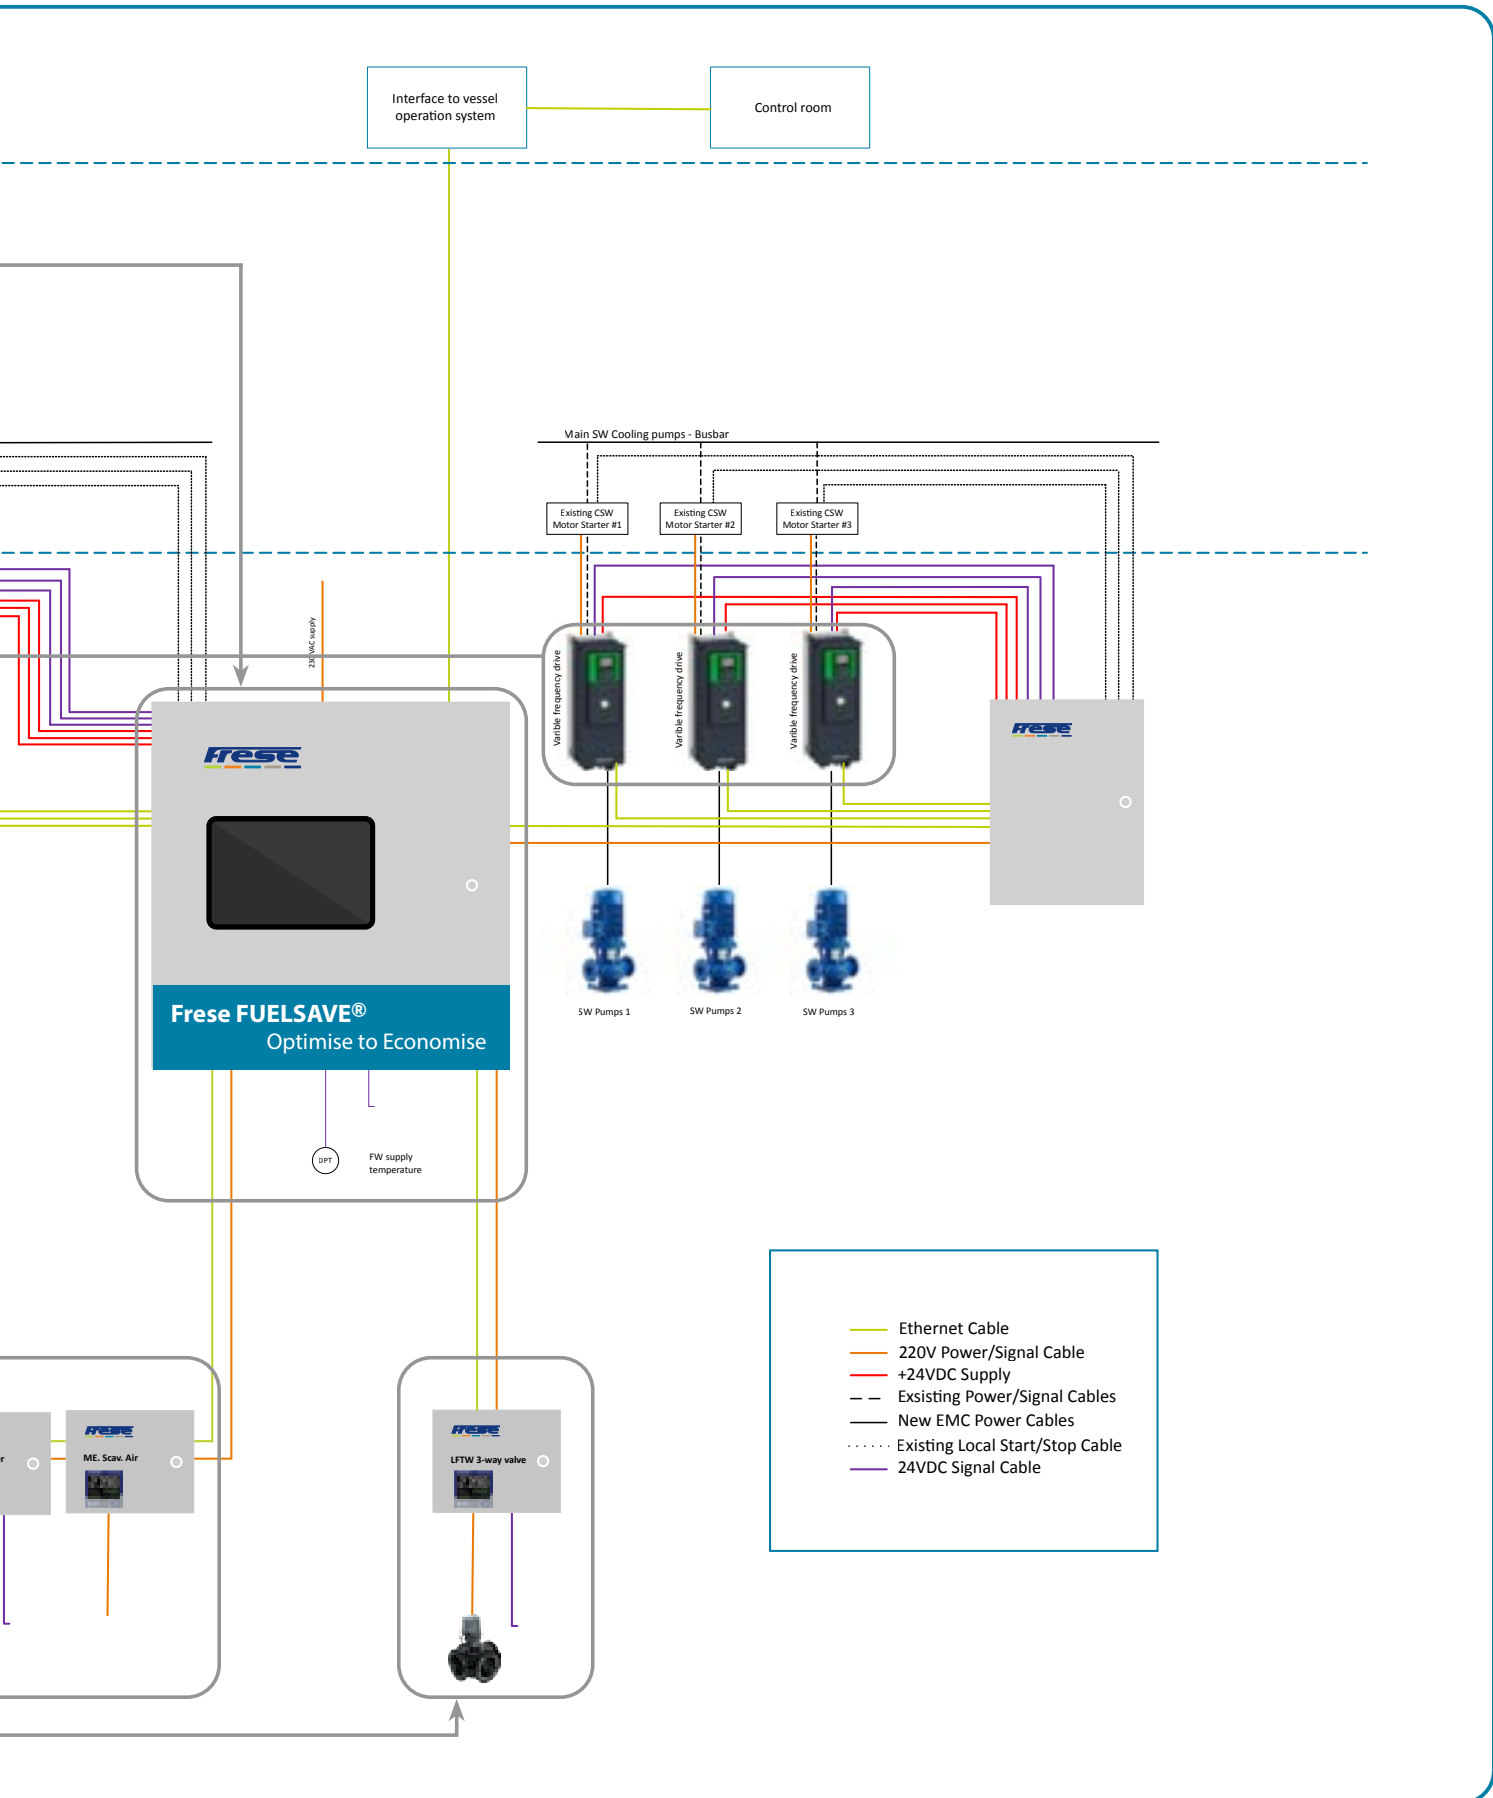 Interface to vessel
operation system
Control room
Main SW Cooling pumps - Busbar
Existing CSW
Motor Starter #1
Existing CSW
Motor Starter #2
Existing CSW
Motor Starter #3
230 VAC supply
Varible frequency drive
Varible frequency drive
Varible frequency drive
Frese
Frese
SW Pumps 1
SW Pumps 2
SW Pumps 3
Frese FUELSAVE®
Optimise to Economise
DPT
FW supply
temperature
Ethernet Cable
220V Power/Signal Cable
+24VDC Supply
Exsisting Power/Signal Cables
New EMC Power Cables
Existing Local Start/Stop Cable
24VDC Signal Cable
Frese
ME. Scav. Air
Frese
LFTW 3-way valve